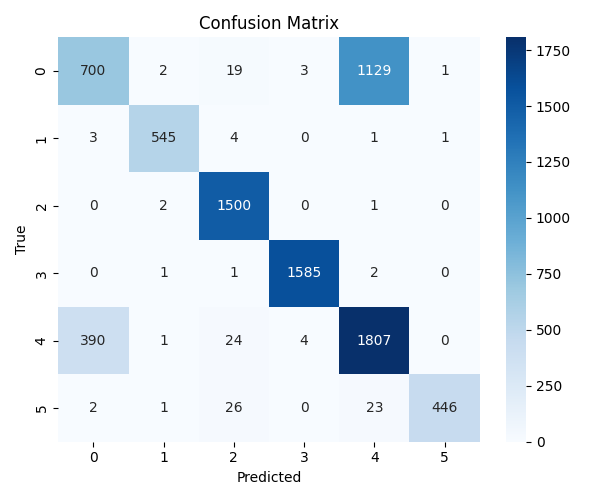 Confusion Matrix
0 700 2 19 3 1129 1
1 3 545 4 0 1 1
2 0 2 1500 0 1 0
3 0 1 1 1585 2 0
4 390 1 24 4 1807 0
5 2 1 26 0 23 446
0 1 2 3 4 5
Predicted
True
1750
1500
1250
1000
750
500
250
0